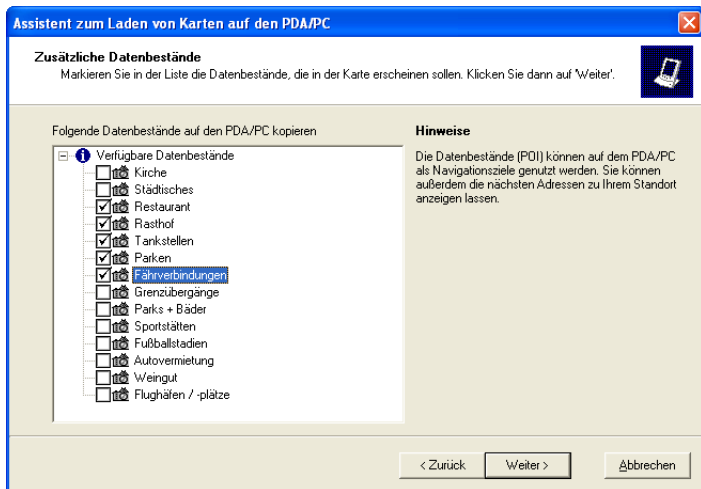 Assistent zum Laden von Karten auf den PDA/PC
Zusätzliche Datenbestände
Markieren Sie in der Liste die Datenbestände, die in der Karte erscheinen sollen. Klicken Sie dann auf 'Weiter'.
Folgende Datenbestände auf den PDA/PC kopieren
Verfügbare Datenbestände
Kirche
Städtisches
Restaurant
Rasthof
Tankstellen
Parken
Fährverbindungen
Grenzübergänge
Parks + Bäder
Sportstätten
Fußballstadien
Autovermietung
Weingut
Flughäfen / -plätze
Hinweise
Die Datenbestände (POI) können auf dem PDA/PC
als Navigationsziele genutzt werden. Sie können
außerdem die nächsten Adressen zu Ihrem Standort
anzeigen lassen.
< Zurück
Weiter >
Abbrechen